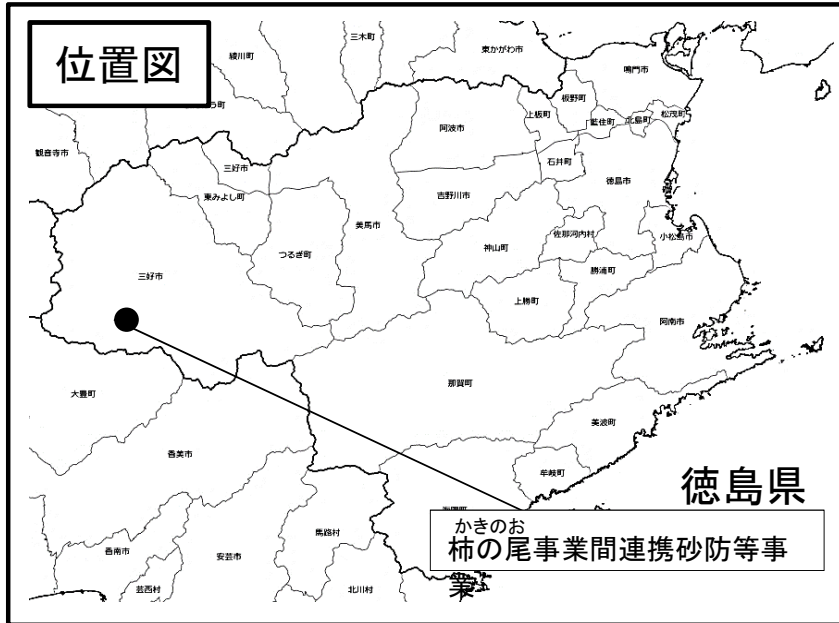 位置図
綾川町
三木町
東かがわ市
鳴門市
う町
板野町
上板町
藍住町
北島町
松茂町
観音寺市
阿波市
石井町
三好市
東みよし町
吉野川市
徳島市
美馬市
佐那河内村
神山町
小松島市
つるぎ町
勝浦町
三好市
上勝町
阿南市
那賀町
大豊町
美波町
香美市
牟岐町
徳島県
馬路村
かきのお
柿の尾事業間連携砂防等事
業
香南市
安芸市
芸西村
北川村